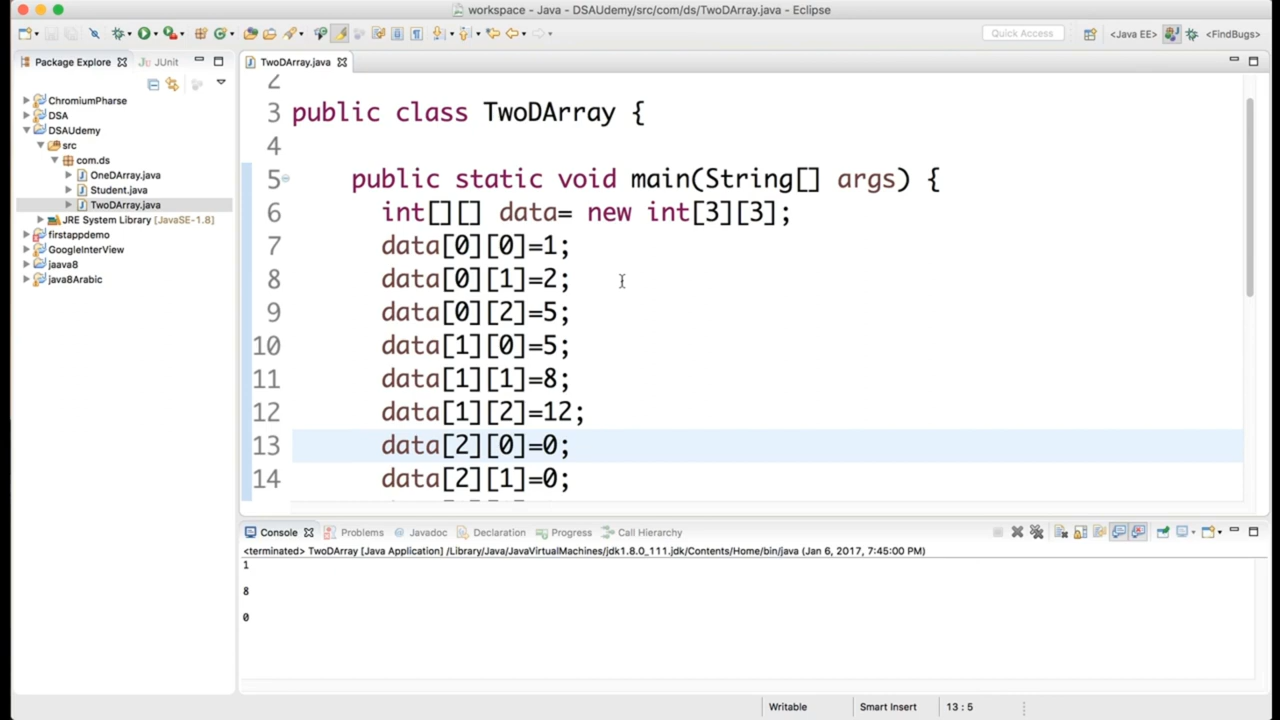 workspace - Java - DSAUdemy/src/com/ds/TwoDArray.java - Eclipse
Quick Access
<Java EE>
<FindBugs>
Package Explore
JUnit
ChromiumPharse
DSA
DSAUdemy
src
com.ds
OneDArray.java
Student.java
TwoDArray.java
JRE System Library [JavaSE-1.8]
firstappdemo
GoogleInterView
jaava8
java8Arabic
TwoDArray.java
2
3 public class TwoDArray {
4
5 public static void main(String[] args) {
6 int[][] data= new int[3][3];
7 data[0][0]=1;
8 data[0][1]=2;
9 data[0][2]=5;
10 data[1][0]=5;
11 data[1][1]=8;
12 data[1][2]=12;
13 data[2][0]=0;
14 data[2][1]=0;
Console
Problems
Javadoc
Declaration
Progress
Call Hierarchy
<terminated> TwoDArray [Java Application] /Library/Java/JavaVirtualMachines/jdk1.8.0_111.jdk/Contents/Home/bin/java (Jan 6, 2017, 7:45:00 PM)
1
8
0
Writable
Smart Insert
13 : 5